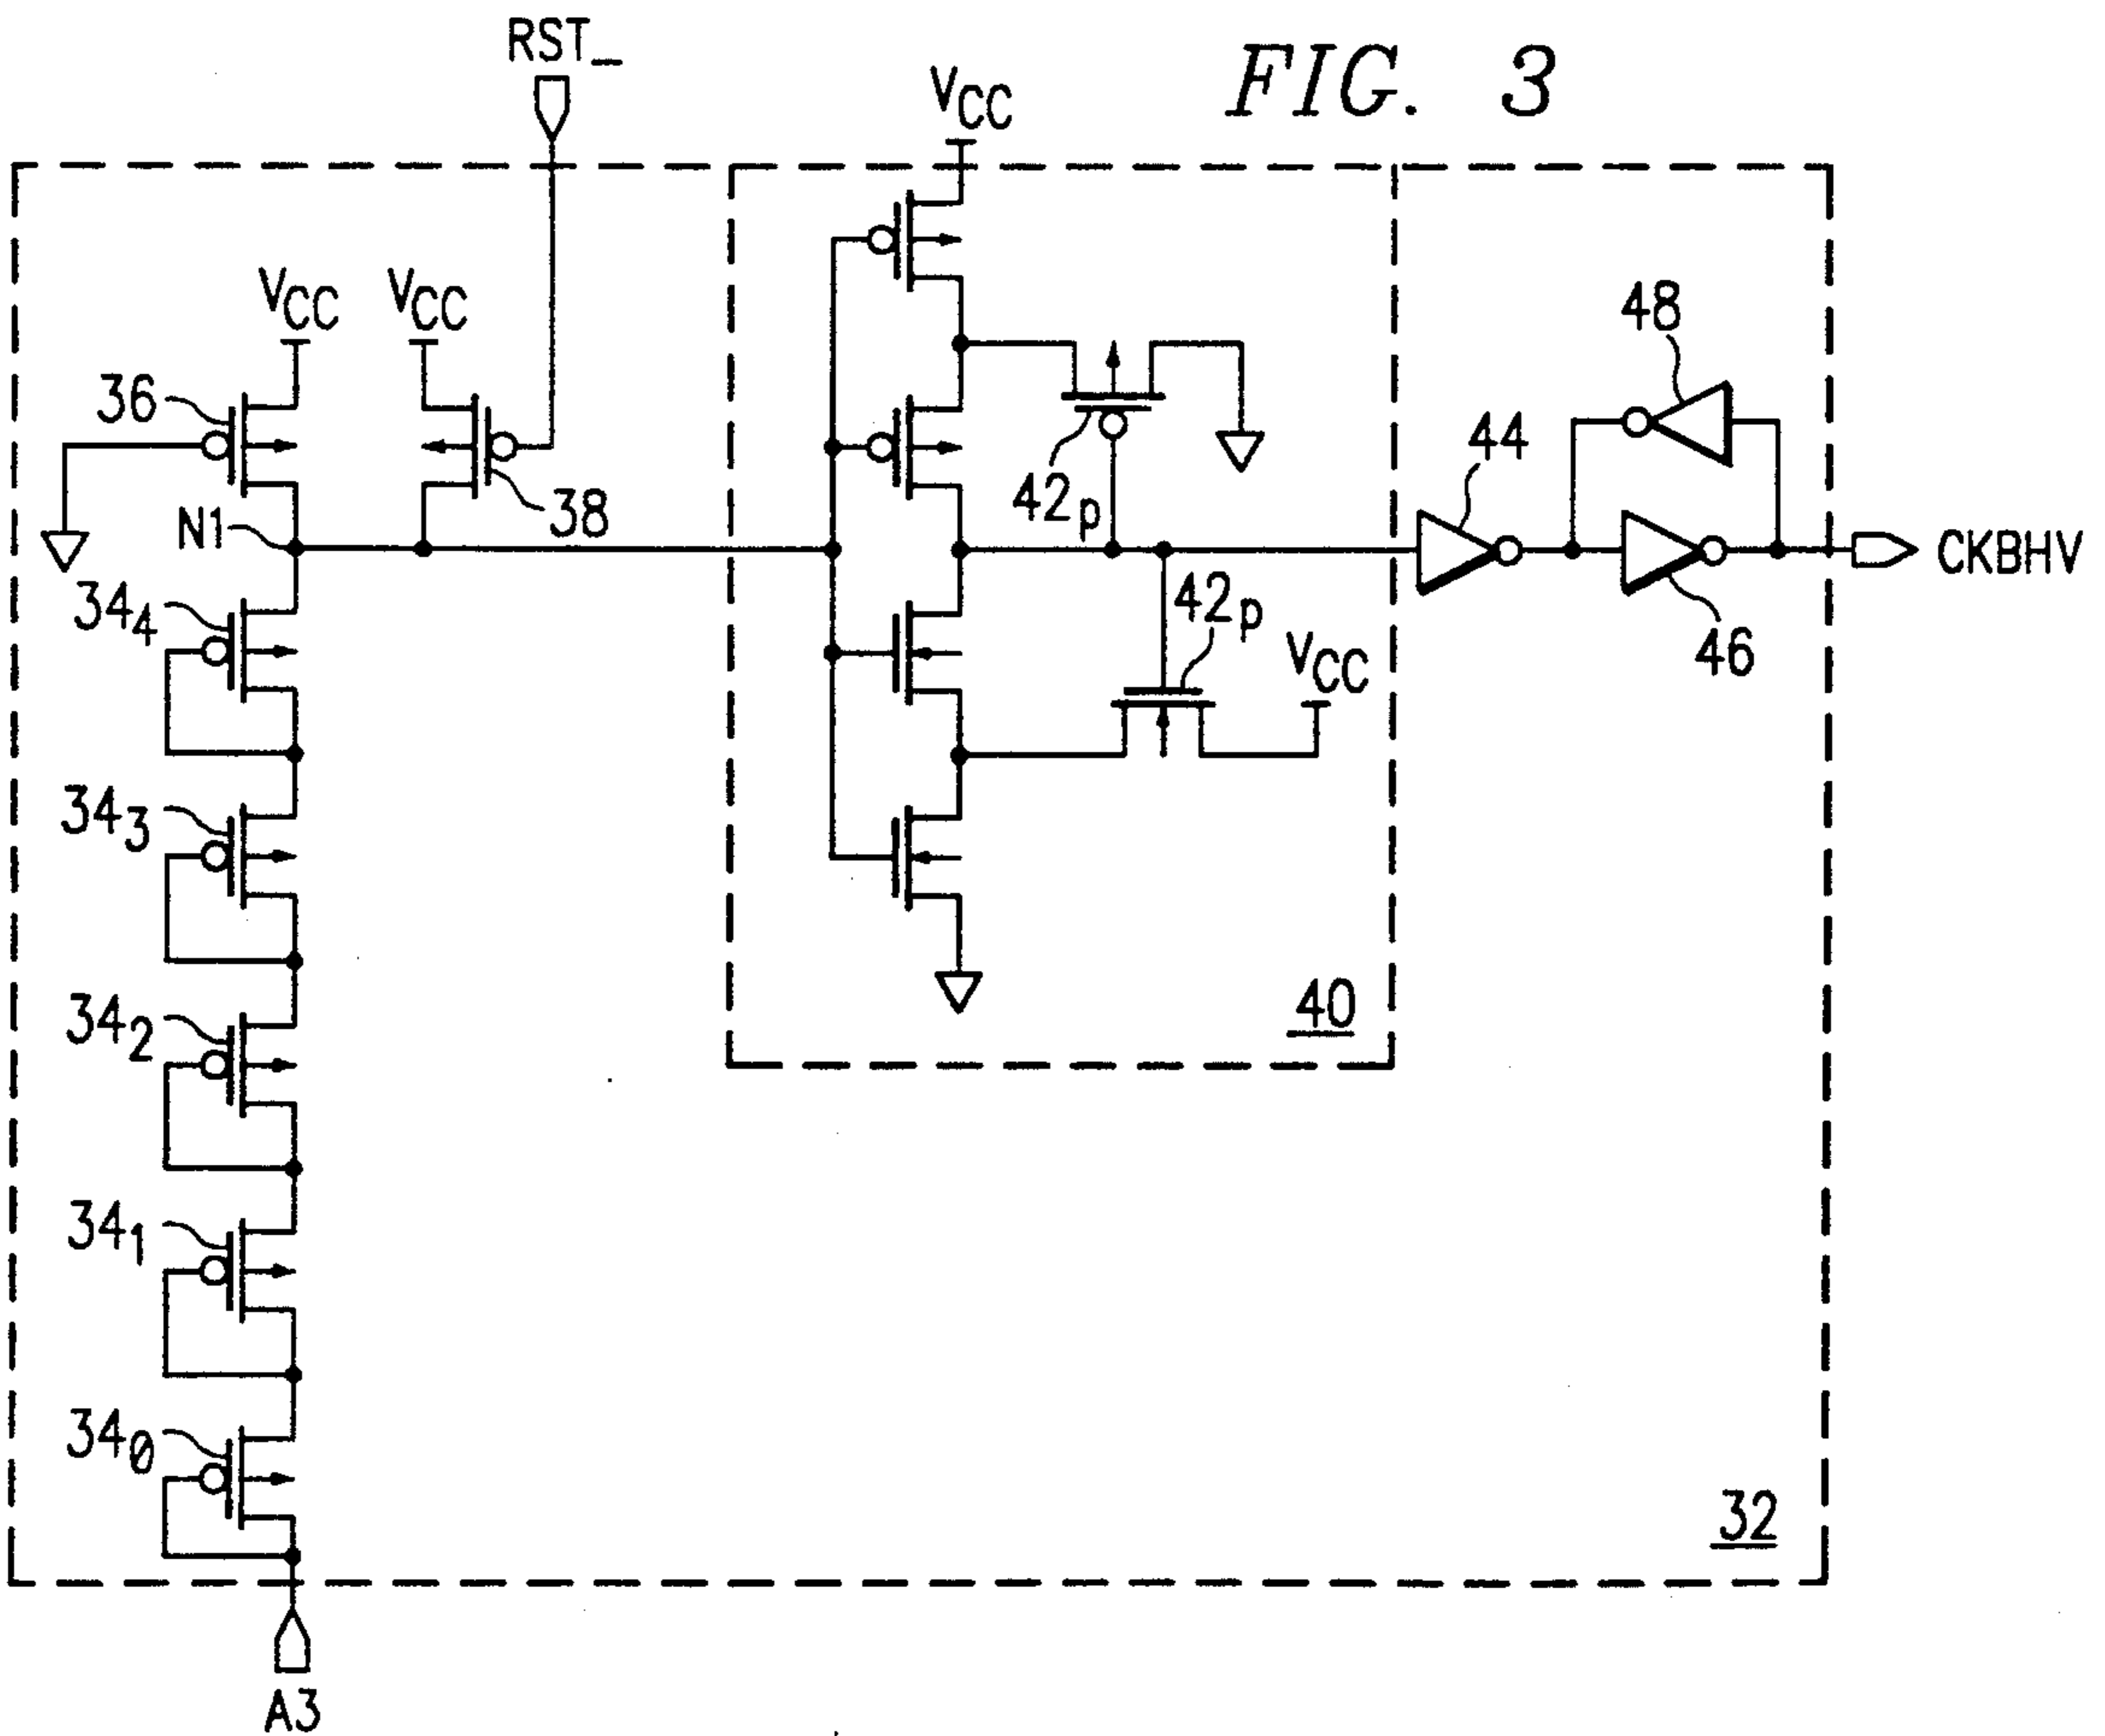 FIG. 3
RST_
VCC
VCC
VCC
36
38
N1
42p
44
48
46
CKBHV
42p
VCC
344
343
342
341
340
40
32
A3